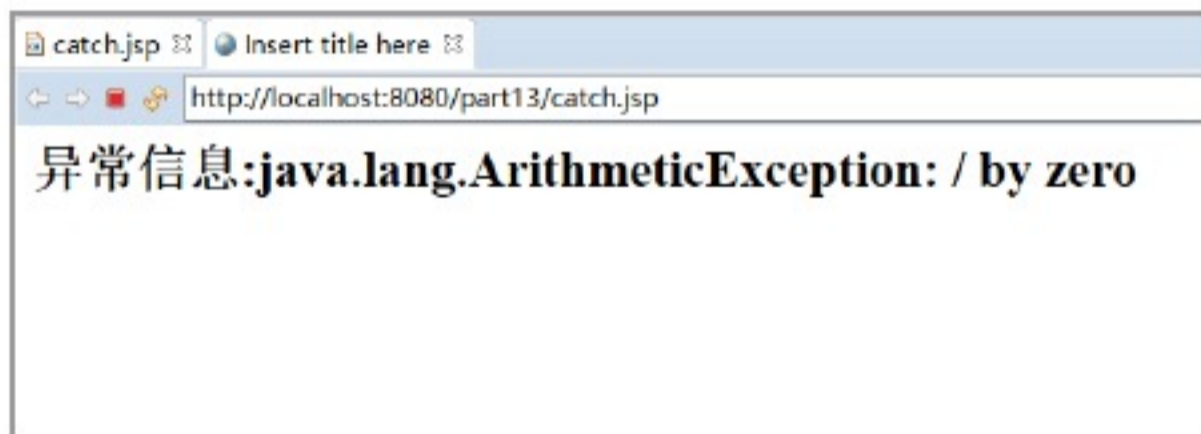 catch.jsp Insert title here
http://localhost:8080/part13/catch.jsp
异常信息:java.lang.ArithmeticException: / by zero